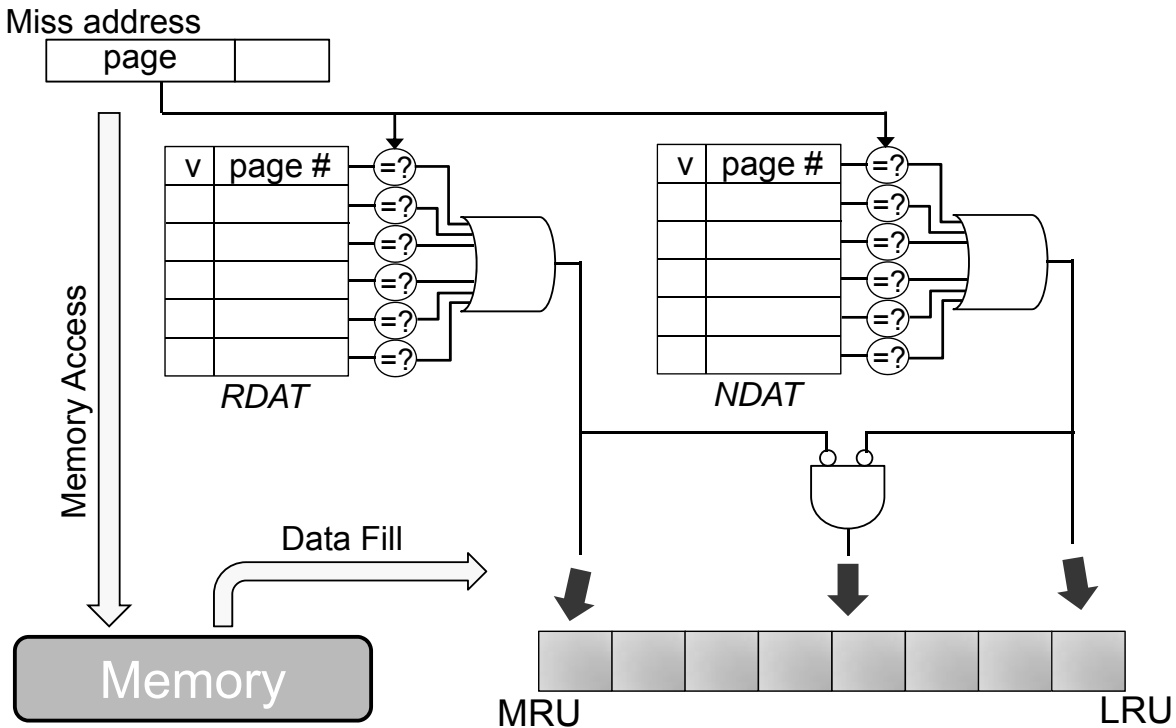 Miss address
page
v page # =? v page # =?
=? =?
=? =?
=? =?
=? =?
=? =?
RDAT NDAT
Memory Access
Data Fill
Memory
MRU LRU